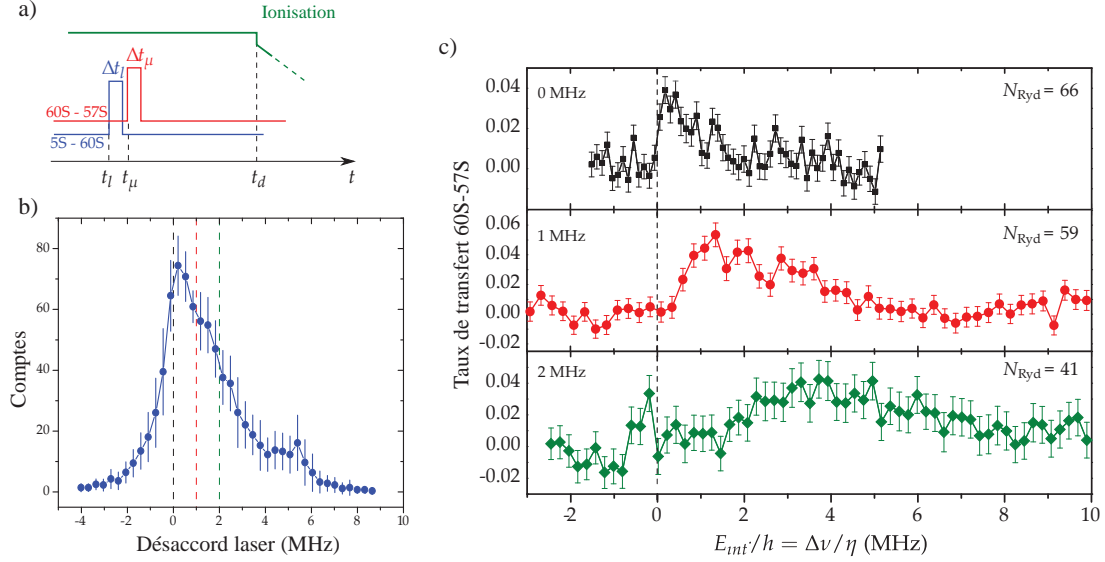 a)
Ionisation
Δt_l
Δt_μ
60S - 57S
5S - 60S
t_l
t_μ
t_d
t
b)
80
60
40
20
0
Comptes
-4
-2
0
2
4
6
8
10
Désaccord laser (MHz)
c)
0 MHz
N_Ryd = 66
0.04
0.02
0.00
1 MHz
N_Ryd = 59
0.06
0.04
0.02
0.00
-0.02
2 MHz
N_Ryd = 41
0.04
0.02
0.00
-0.02
Taux de transfert 60S-57S
-2
0
2
4
6
8
10
E_int/h = Δν/η (MHz)